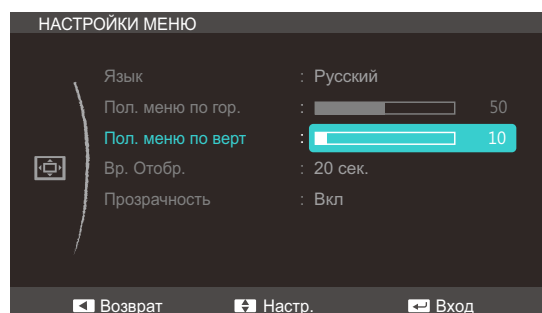 НАСТРОЙКИ МЕНЮ
Язык : Русский
Пол. меню по гор. : 50
Пол. меню по верт : 10
Вр. Отобр. : 20 сек.
Прозрачность : Вкл
Возврат Настр. Вход